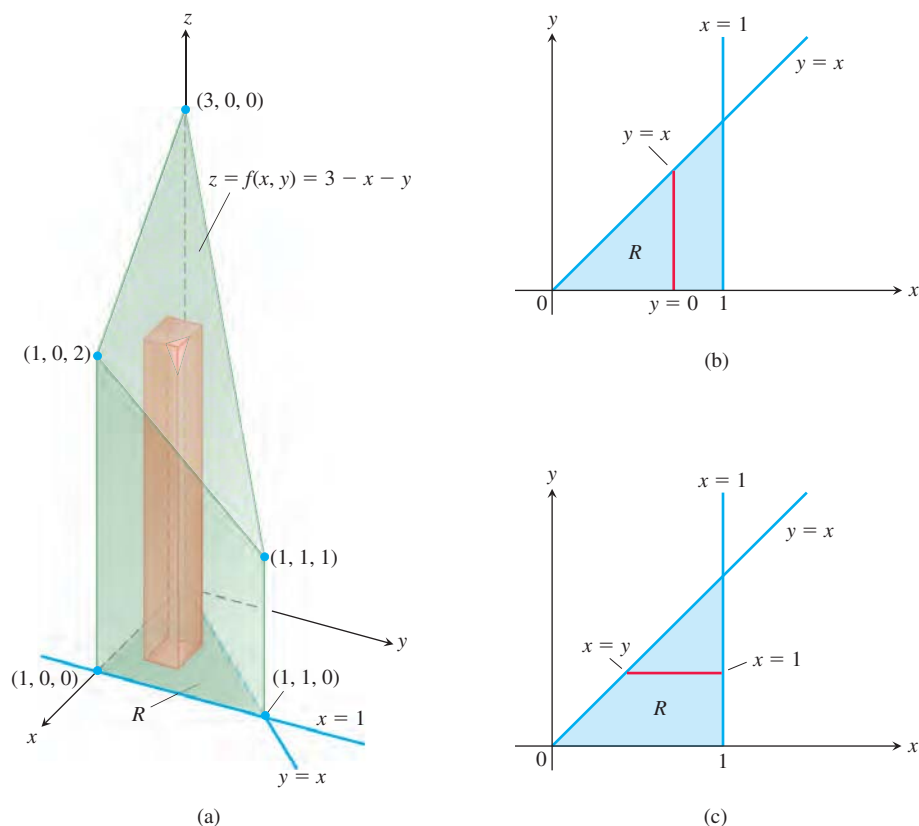 z
(3, 0, 0)
z = f(x, y) = 3 − x − y
(1, 0, 2)
(1, 1, 1)
y
(1, 0, 0)
(1, 1, 0)
R
x = 1
x
y = x
(a)
y
x = 1
y = x
y = x
R
0
y = 0
1
x
(b)
y
x = 1
y = x
x = y
x = 1
R
0
1
x
(c)